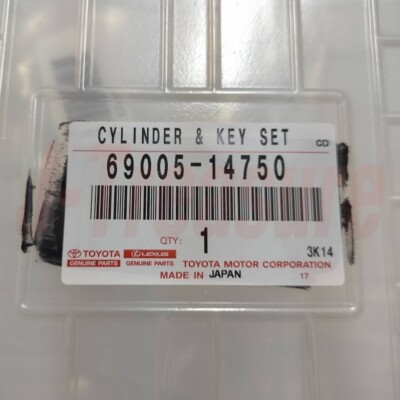 CYLINDER & KEY SET
GD
69005-14750
QTY: 1
3K14
TOYOTA LEXUS
GENUINE PARTS GENUINE PARTS TOYOTA MOTOR CORPORATION
MADE IN JAPAN 17